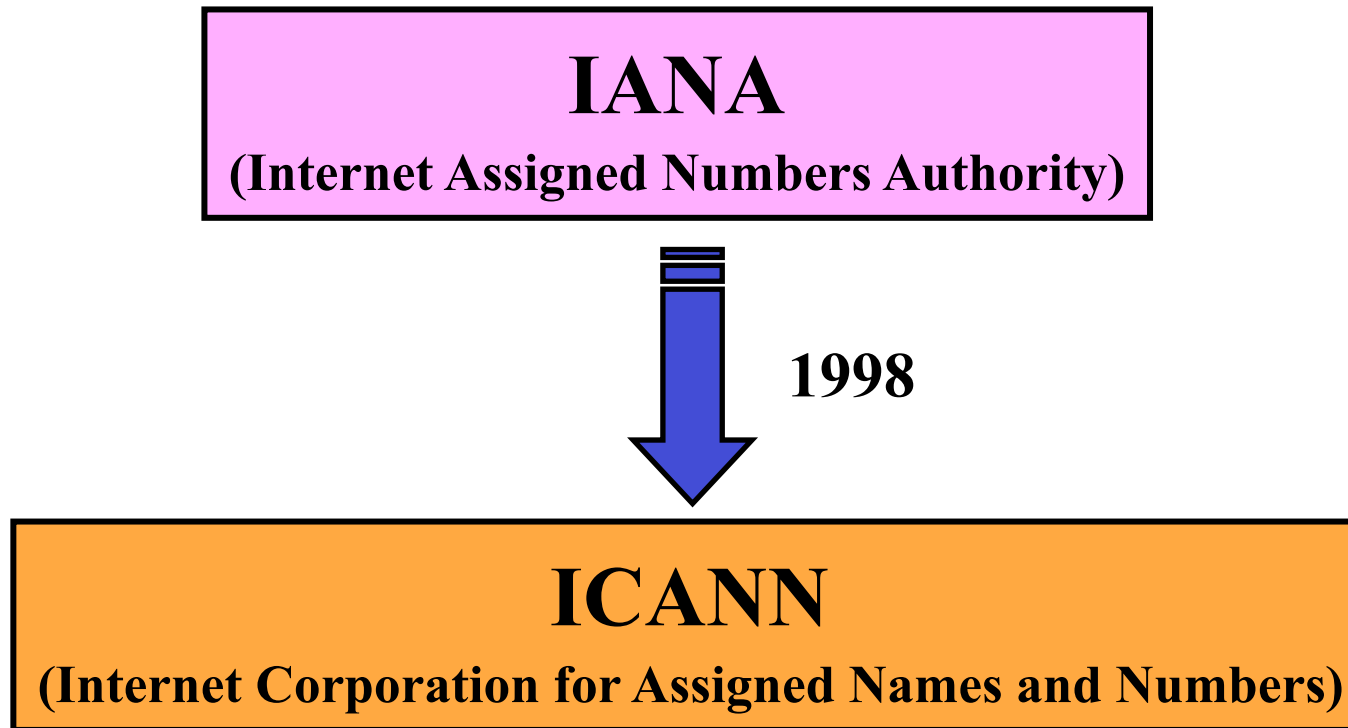 IANA
(Internet Assigned Numbers Authority)
1998
ICANN
(Internet Corporation for Assigned Names and Numbers)